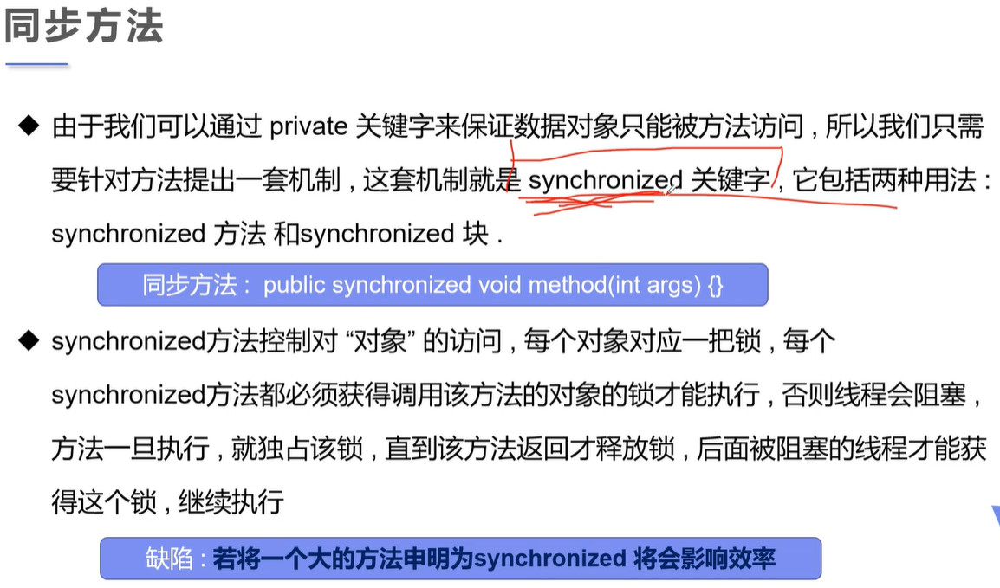 同步方法
◆ 由于我们可以通过 private 关键字来保证数据对象只能被方法访问 , 所以我们只需
要针对方法提出一套机制 , 这套机制就是 synchronized 关键字 , 它包括两种用法 :
synchronized 方法 和synchronized 块 .
同步方法 : public synchronized void method(int args) {}
◆ synchronized方法控制对 “对象” 的访问 , 每个对象对应一把锁 , 每个
synchronized方法都必须获得调用该方法的对象的锁才能执行 , 否则线程会阻塞 ,
方法一旦执行 , 就独占该锁 , 直到该方法返回才释放锁 , 后面被阻塞的线程才能获
得这个锁 , 继续执行
缺陷 : 若将一个大的方法申明为synchronized 将会影响效率